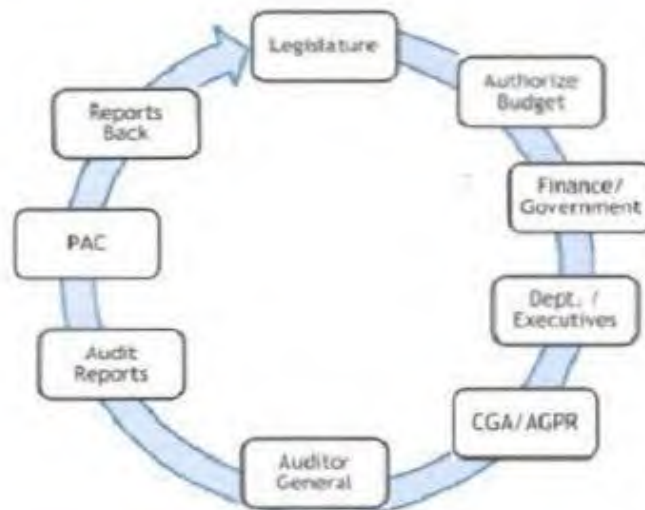 Legislature
Authorize
Budget
Finance/
Government
Dept. /
Executives
CGA/AGPR
Auditor
General
Audit
Reports
PAC
Reports
Back